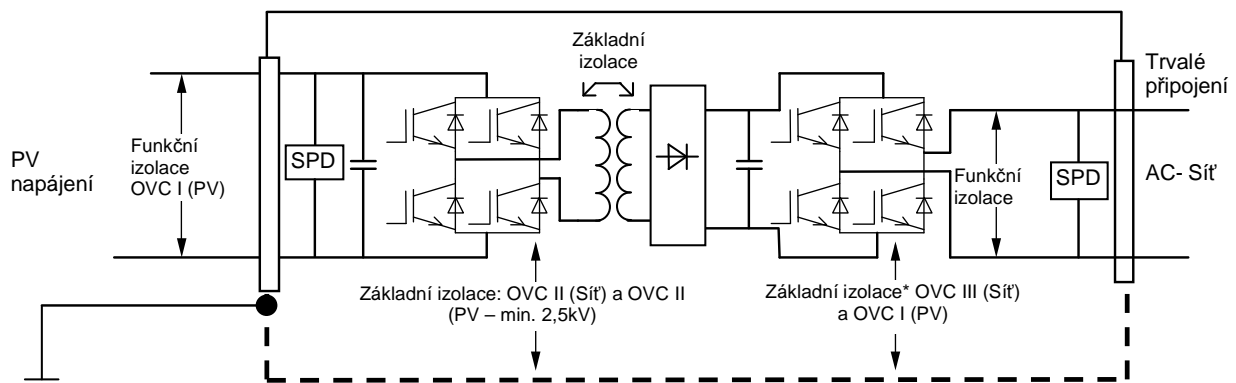 Základní
izolace
Trvalé
připojení
PV
napájení
Funkční
izolace
OVC I (PV)
SPD
Funkční
izolace
SPD
AC- Síť
Základní izolace: OVC II (Síť) a OVC II
(PV – min. 2,5kV)
Základní izolace* OVC III (Síť)
a OVC I (PV)